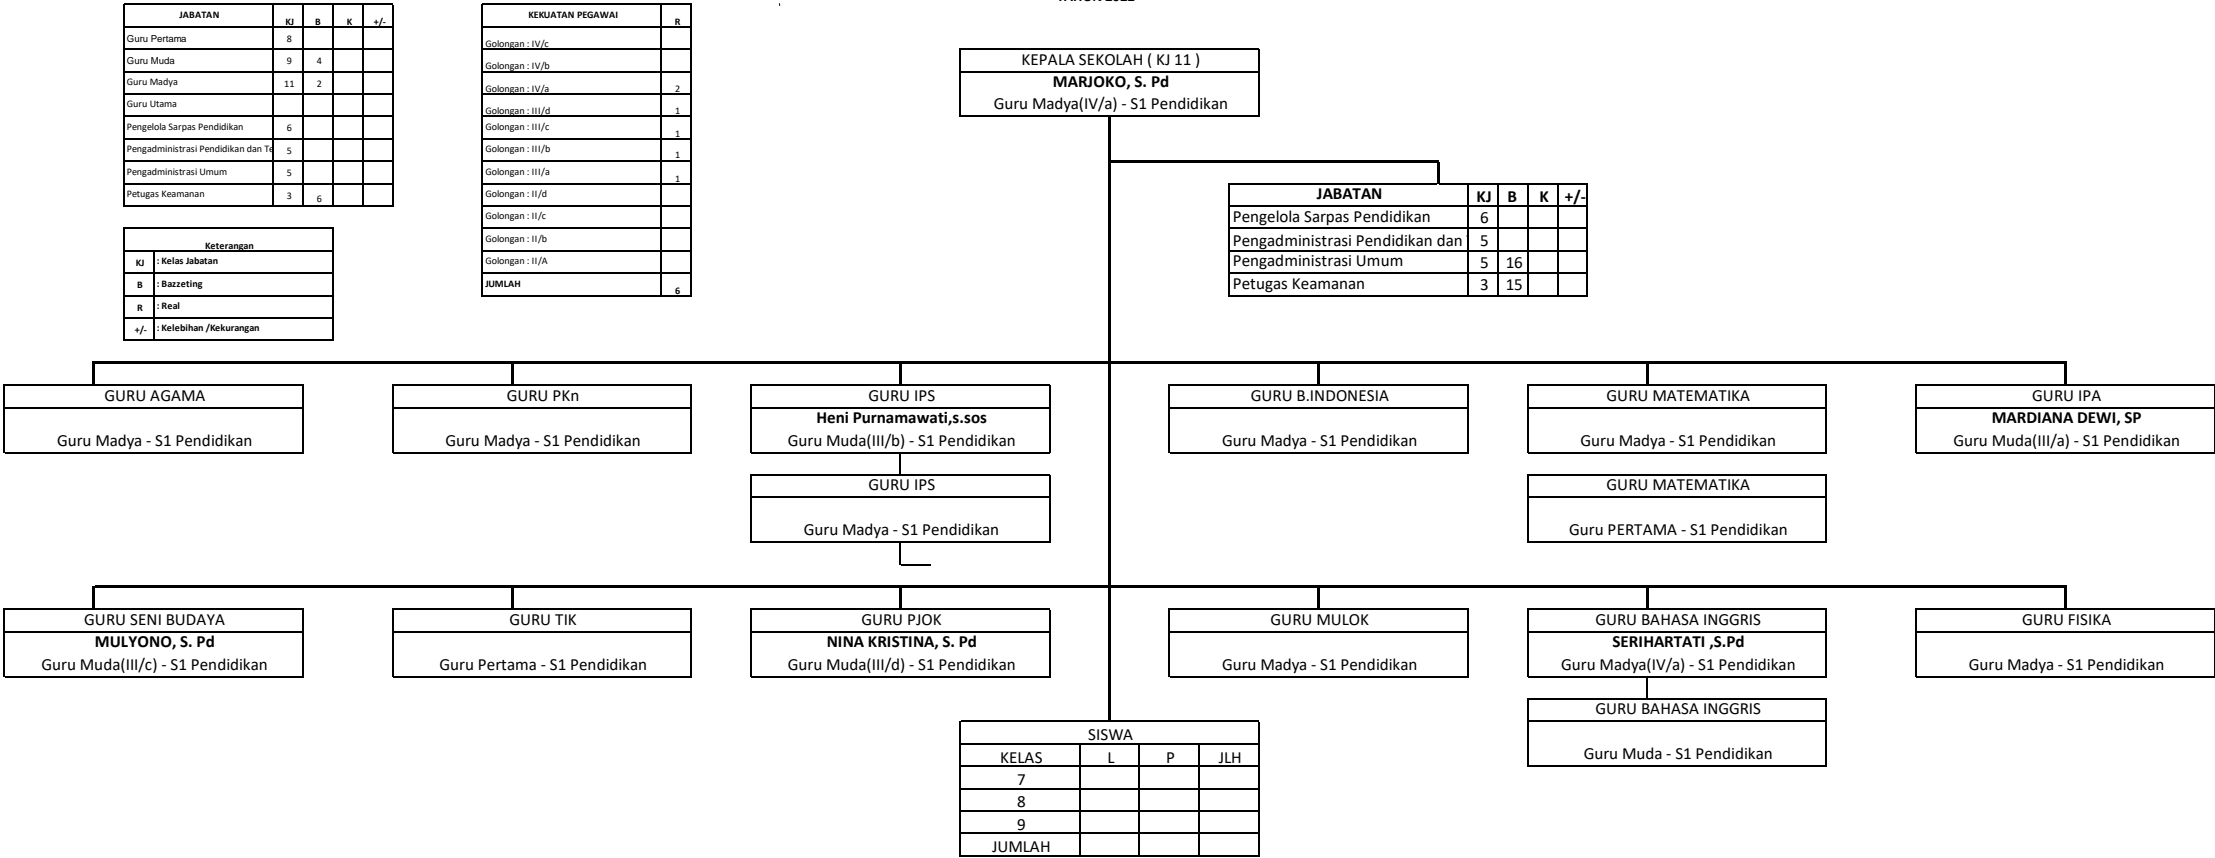 JABATAN KJ B K +/-
Guru Pertama 8
Guru Muda 9 4
Guru Madya 11 2
Guru Utama
Pengelola Sarpas Pendidikan 6
Pengadministrasi Pendidikan dan Te 5
Pengadministrasi Umum 5
Petugas Keamanan 3 6
Keterangan
KJ : Kelas Jabatan
B : Bazzeting
R : Real
+/- : Kelebihan /Kekurangan
KEKUATAN PEGAWAI R
Golongan : IV/c
Golongan : IV/b
Golongan : IV/a 2
Golongan : III/d 1
Golongan : III/c 1
Golongan : III/b 1
Golongan : III/a 1
Golongan : II/d
Golongan : II/c
Golongan : II/b
Golongan : II/A
JUMLAH 6
KEPALA SEKOLAH ( KJ 11 )
MARJOKO, S. Pd
Guru Madya(IV/a) - S1 Pendidikan
JABATAN KJ B K +/-
Pengelola Sarpas Pendidikan 6
Pengadministrasi Pendidikan dan 5
Pengadministrasi Umum 5 16
Petugas Keamanan 3 15
GURU AGAMA
Guru Madya - S1 Pendidikan
GURU PKn
Guru Madya - S1 Pendidikan
GURU IPS
Heni Purnamawati,s.sos
Guru Muda(III/b) - S1 Pendidikan
GURU IPS
Guru Madya - S1 Pendidikan
GURU B.INDONESIA
Guru Madya - S1 Pendidikan
GURU MATEMATIKA
Guru Madya - S1 Pendidikan
GURU MATEMATIKA
Guru PERTAMA - S1 Pendidikan
GURU IPA
MARDIANA DEWI, SP
Guru Muda(III/a) - S1 Pendidikan
GURU SENI BUDAYA
MULYONO, S. Pd
Guru Muda(III/c) - S1 Pendidikan
GURU TIK
Guru Pertama - S1 Pendidikan
GURU PJOK
NINA KRISTINA, S. Pd
Guru Muda(III/d) - S1 Pendidikan
GURU MULOK
Guru Madya - S1 Pendidikan
GURU BAHASA INGGRIS
SERIHARTATI ,S.Pd
Guru Madya(IV/a) - S1 Pendidikan
GURU BAHASA INGGRIS
Guru Muda - S1 Pendidikan
GURU FISIKA
Guru Madya - S1 Pendidikan
SISWA
KELAS L P JLH
7
8
9
JUMLAH